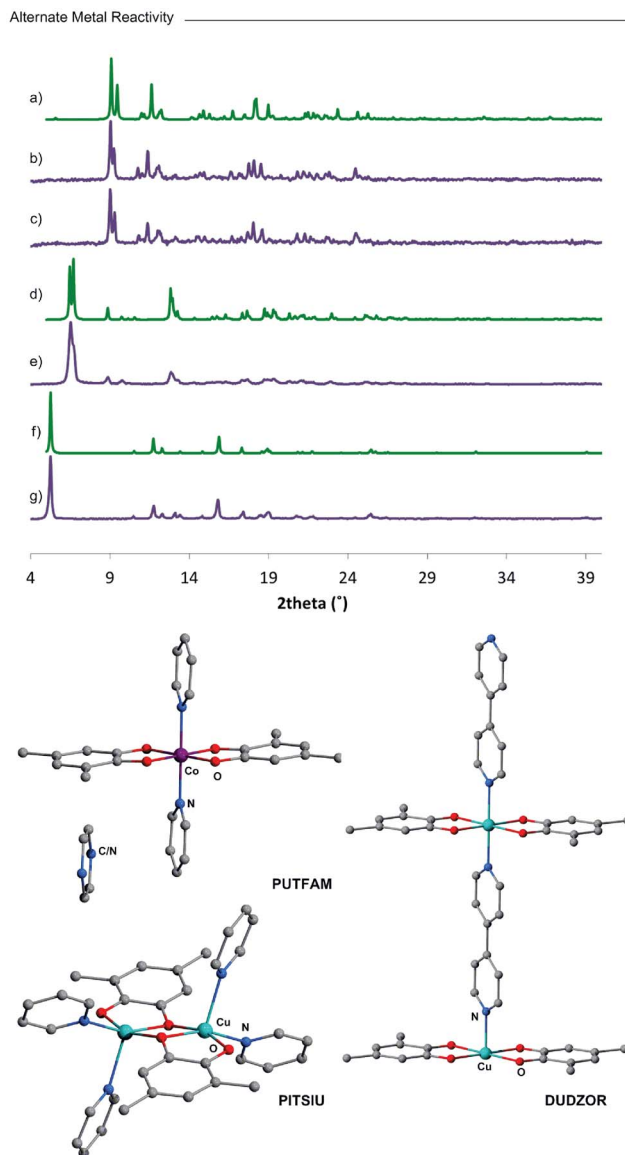 Alternate Metal Reactivity
a)
b)
c)
d)
e)
f)
g)
4 9 14 19 24 29 34 39
2theta (˚)
Co
O
N
C/N
PUTFAM
N
Cu
N
O
Cu
O
PITSIU
DUDZOR